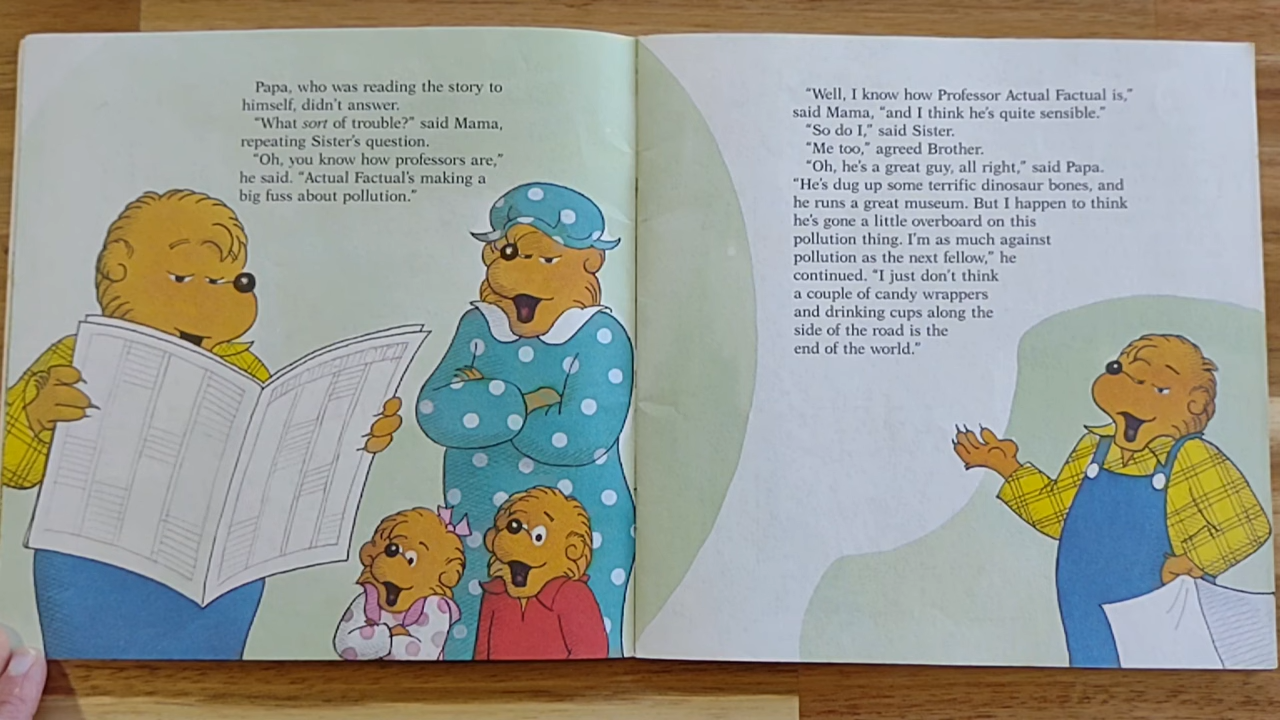 Papa, who was reading the story to
himself, didn't answer.
"What sort of trouble?" said Mama,
repeating Sister's question.
"Oh, you know how professors are,"
he said. "Actual Factual's making a
big fuss about pollution."
"Well, I know how Professor Actual Factual is,"
said Mama, "and I think he's quite sensible."
"So do I," said Sister.
"Me too," agreed Brother.
"Oh, he's a great guy, all right," said Papa.
"He's dug up some terrific dinosaur bones, and
he runs a great museum. But I happen to think
he's gone a little overboard on this
pollution thing. I'm as much against
pollution as the next fellow," he
continued. "I just don't think
a couple of candy wrappers
and drinking cups along the
side of the road is the
end of the world."